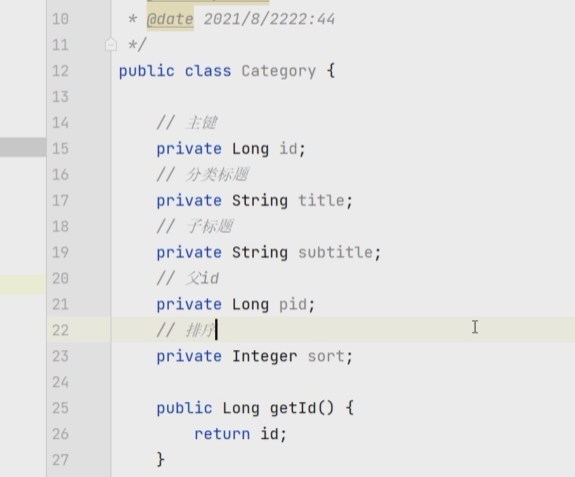 10 * @date 2021/8/2222:44
11 */
12 public class Category {
13
14 // 主键
15 private Long id;
16 // 分类标题
17 private String title;
18 // 子标题
19 private String subtitle;
20 // 父id
21 private Long pid;
22 // 排序
23 private Integer sort;
24
25 public Long getId() {
26 return id;
27 }